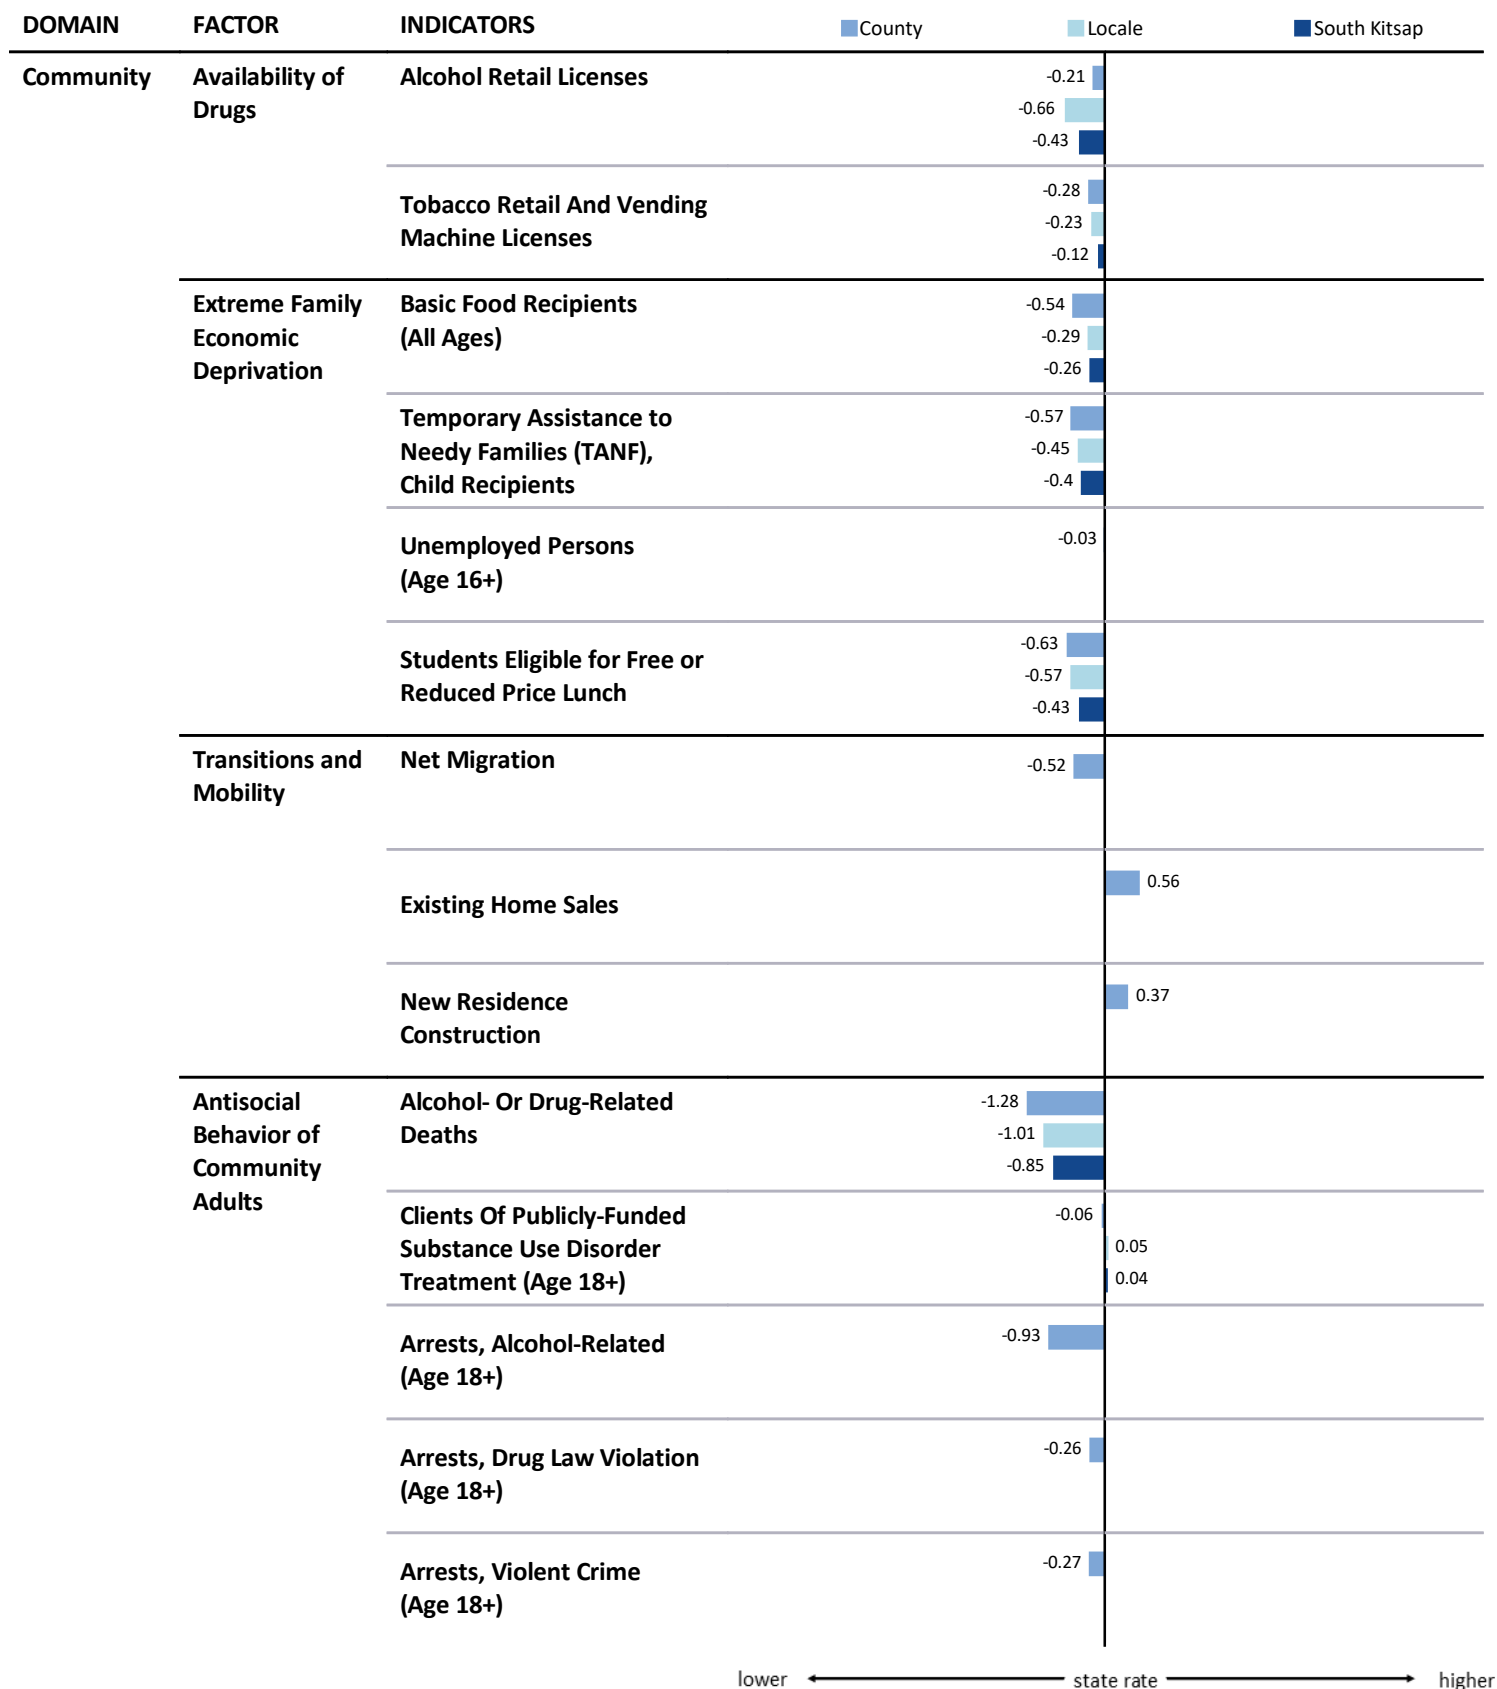 DOMAIN FACTOR INDICATORS County Locale South Kitsap
Community Availability of Drugs Alcohol Retail Licenses
-0.21
-0.66
-0.43
Tobacco Retail And Vending
Machine Licenses
-0.28
-0.23
-0.12
Extreme Family
Economic
Deprivation
Basic Food Recipients
(All Ages)
-0.54
-0.29
-0.26
Temporary Assistance to
Needy Families (TANF),
Child Recipients
-0.57
-0.45
-0.4
Unemployed Persons
(Age 16+)
-0.03
Students Eligible for Free or
Reduced Price Lunch
-0.63
-0.57
-0.43
Transitions and
Mobility
Net Migration
-0.52
Existing Home Sales
0.56
New Residence
Construction
0.37
Antisocial
Behavior of
Community
Adults
Alcohol- Or Drug-Related
Deaths
-1.28
-1.01
-0.85
Clients Of Publicly-Funded
Substance Use Disorder
Treatment (Age 18+)
-0.06
0.05
0.04
Arrests, Alcohol-Related
(Age 18+)
-0.93
Arrests, Drug Law Violation
(Age 18+)
-0.26
Arrests, Violent Crime
(Age 18+)
-0.27
lower state rate higher